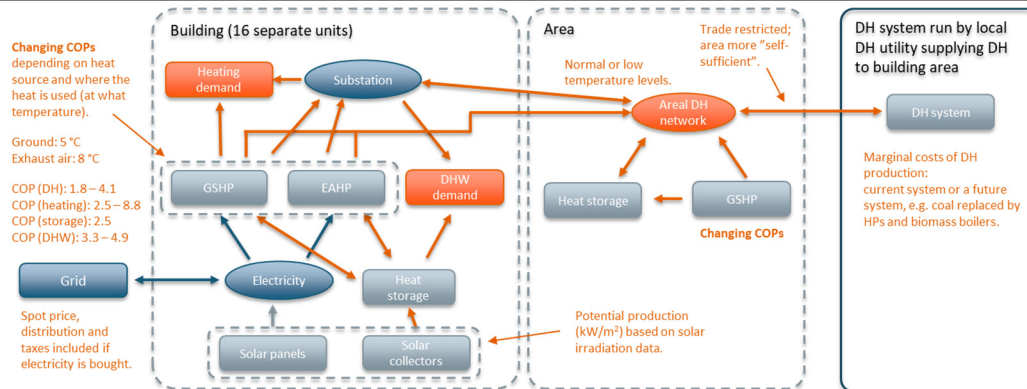 Changing COPs
depending on heat
source and where the
heat is used (at what
temperature).
Ground: 5 °C
Exhaust air: 8 °C
COP (DH): 1.8 – 4.1
COP (heating): 2.5 – 8.8
COP (storage): 2.5
COP (DHW): 3.3 – 4.9
Grid
Spot price,
distribution and
taxes included if
electricity is bought.
Building (16 separate units)
Heating
demand
Substation
GSHP
EAHP
DHW
demand
Electricity
Heat
storage
Solar panels
Solar
collectors
Area
Normal or low
temperature levels.
Trade restricted;
area more ”self-
sufficient”.
Areal DH
network
Heat storage
GSHP
Changing COPs
Potential production
(kW/m²) based on solar
irradiation data.
DH system run by local
DH utility supplying DH
to building area
DH system
Marginal costs of DH
production:
current system or a future
system, e.g. coal replaced by
HPs and biomass boilers.